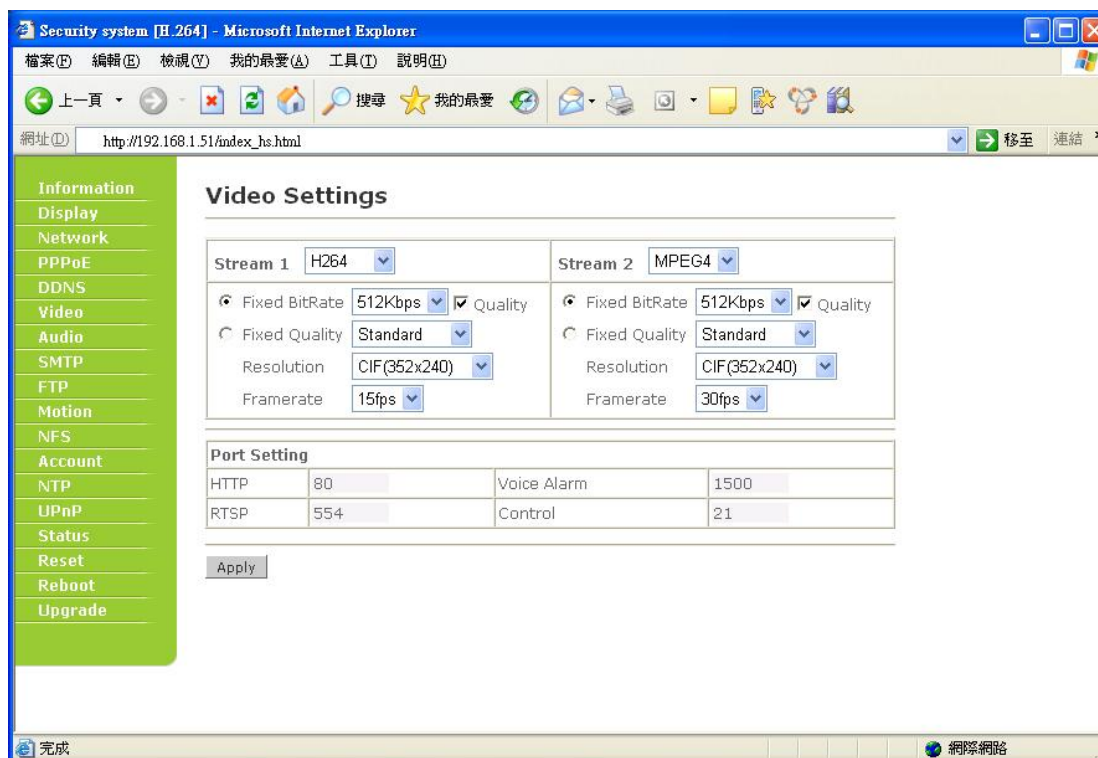 Security system [H.264] - Microsoft Internet Explorer
檔案(F) 編輯(E) 檢視(V) 我的最愛(A) 工具(T) 說明(H)
上一頁 搜尋 我的最愛
網址(D) http://192.168.1.51/index_hs.html 移至 連結
Information
Display
Network
PPPoE
DDNS
Video
Audio
SMTP
FTP
Motion
NFS
Account
NTP
UPnP
Status
Reset
Reboot
Upgrade
Video Settings
Stream 1 H264
Fixed BitRate 512Kbps Quality
Fixed Quality Standard
Resolution CIF(352x240)
Framerate 15fps
Stream 2 MPEG4
Fixed BitRate 512Kbps Quality
Fixed Quality Standard
Resolution CIF(352x240)
Framerate 30fps
Port Setting
HTTP 80 Voice Alarm 1500
RTSP 554 Control 21
Apply
完成 網際網路